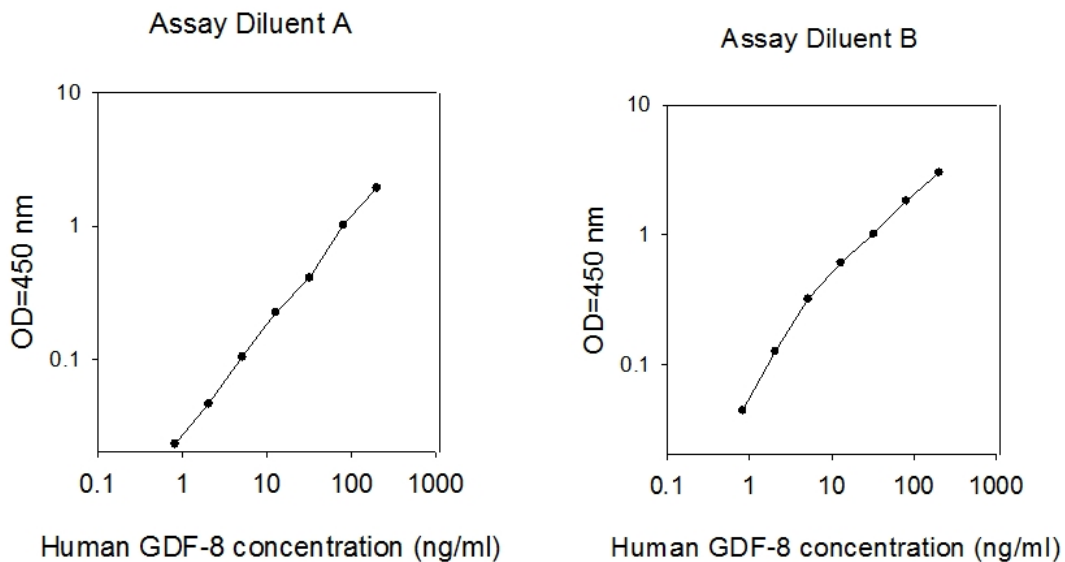 Assay Diluent A
10
1
0.1
OD=450 nm
0.1 1 10 100 1000
Human GDF-8 concentration (ng/ml)
Assay Diluent B
10
1
0.1
OD=450 nm
0.1 1 10 100 1000
Human GDF-8 concentration (ng/ml)